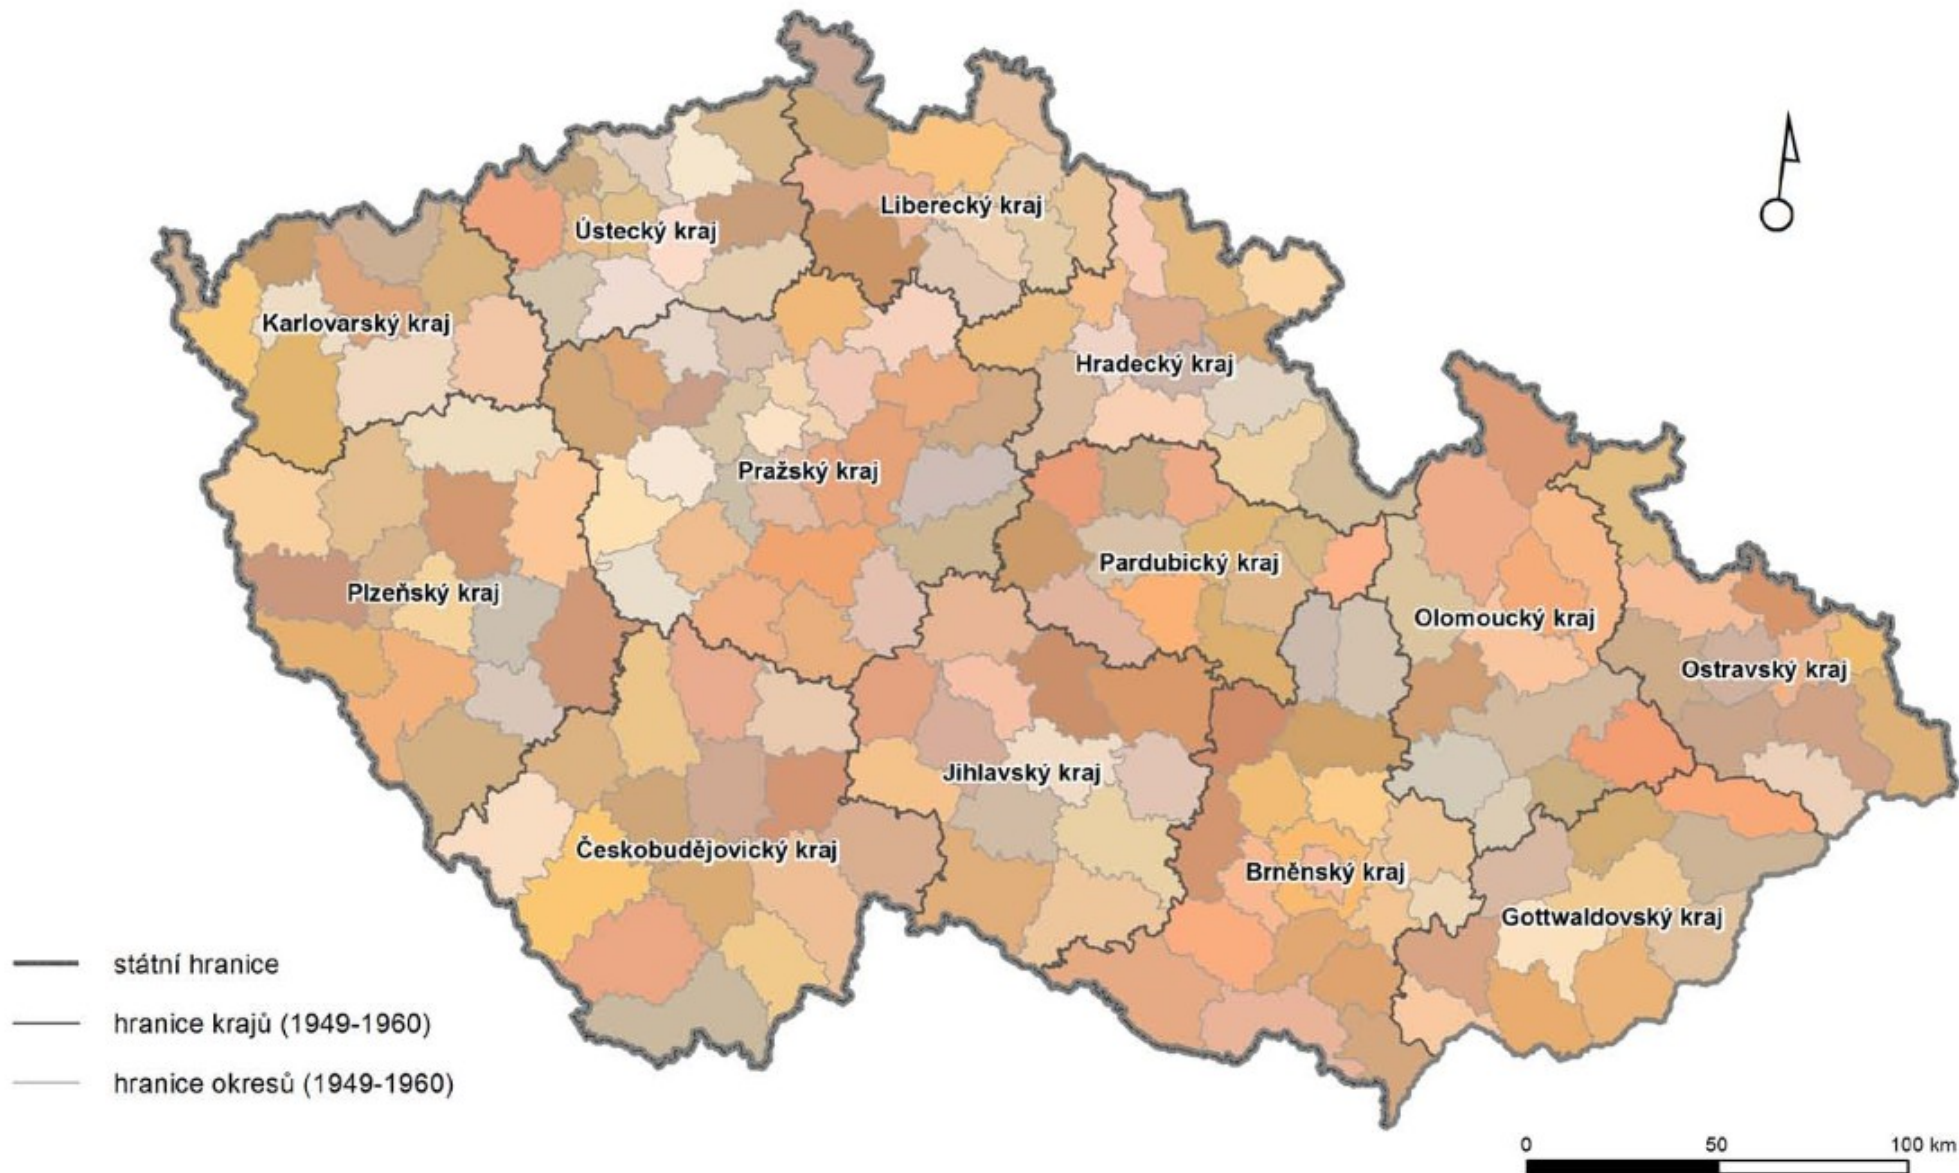 Liberecký kraj
Ústecký kraj
Karlovarský kraj
Hradecký kraj
Pražský kraj
Pardubický kraj
Plzeňský kraj
Olomoucký kraj
Ostravský kraj
Jihlavský kraj
Českobudějovický kraj
Brněnský kraj
Gottwaldovský kraj
státní hranice
hranice krajů (1949-1960)
hranice okresů (1949-1960)
0 50 100 km